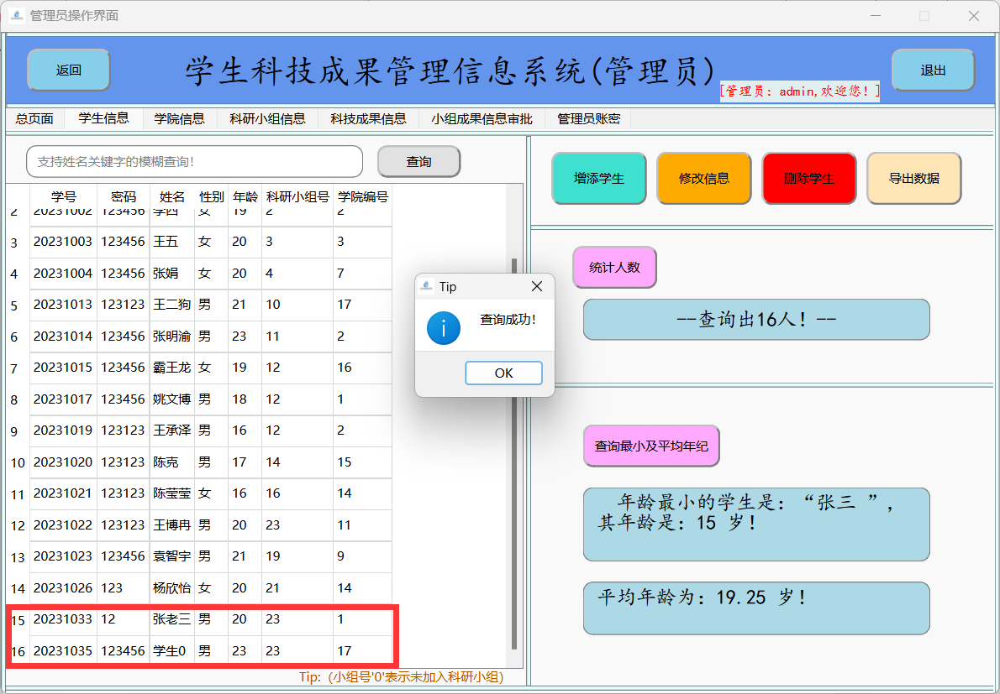 管理员操作界面
返回
学生科技成果管理信息系统(管理员)
[管理员：admin,欢迎您！]
退出
总页面 学生信息 学院信息 科研小组信息 科技成果信息 小组成果信息审批 管理员账密
支持姓名关键字的模糊查询!
查询
增添学生 修改信息 删除学生 导出数据
学号 密码 姓名 性别 年龄 科研小组号 学院编号
2 20231002 123456 李四 女 19 2 2
3 20231003 123456 王五 女 20 3 3
4 20231004 123456 张娟 女 20 4 7
5 20231013 123123 王二狗 男 21 10 17
6 20231014 123456 张明渝 男 23 11 2
7 20231015 123456 霸王龙 女 19 12 16
8 20231017 123456 姚文博 男 18 12 1
9 20231019 123123 王承泽 男 16 12 2
10 20231020 123123 陈克 男 17 14 15
11 20231021 123123 陈莹莹 女 16 16 14
12 20231022 123123 王博冉 男 20 23 11
13 20231023 123456 袁智宇 男 21 19 9
14 20231026 123 杨欣怡 女 20 21 14
15 20231033 12 张老三 男 20 23 1
16 20231035 123456 学生0 男 23 23 17
Tip:（小组号'0'表示未加入科研小组）
Tip
查询成功!
OK
统计人数
--查询出16人！--
查询最小及平均年纪
年龄最小的学生是：“张三 ”，
其年龄是：15 岁！
平均年龄为：19.25 岁！